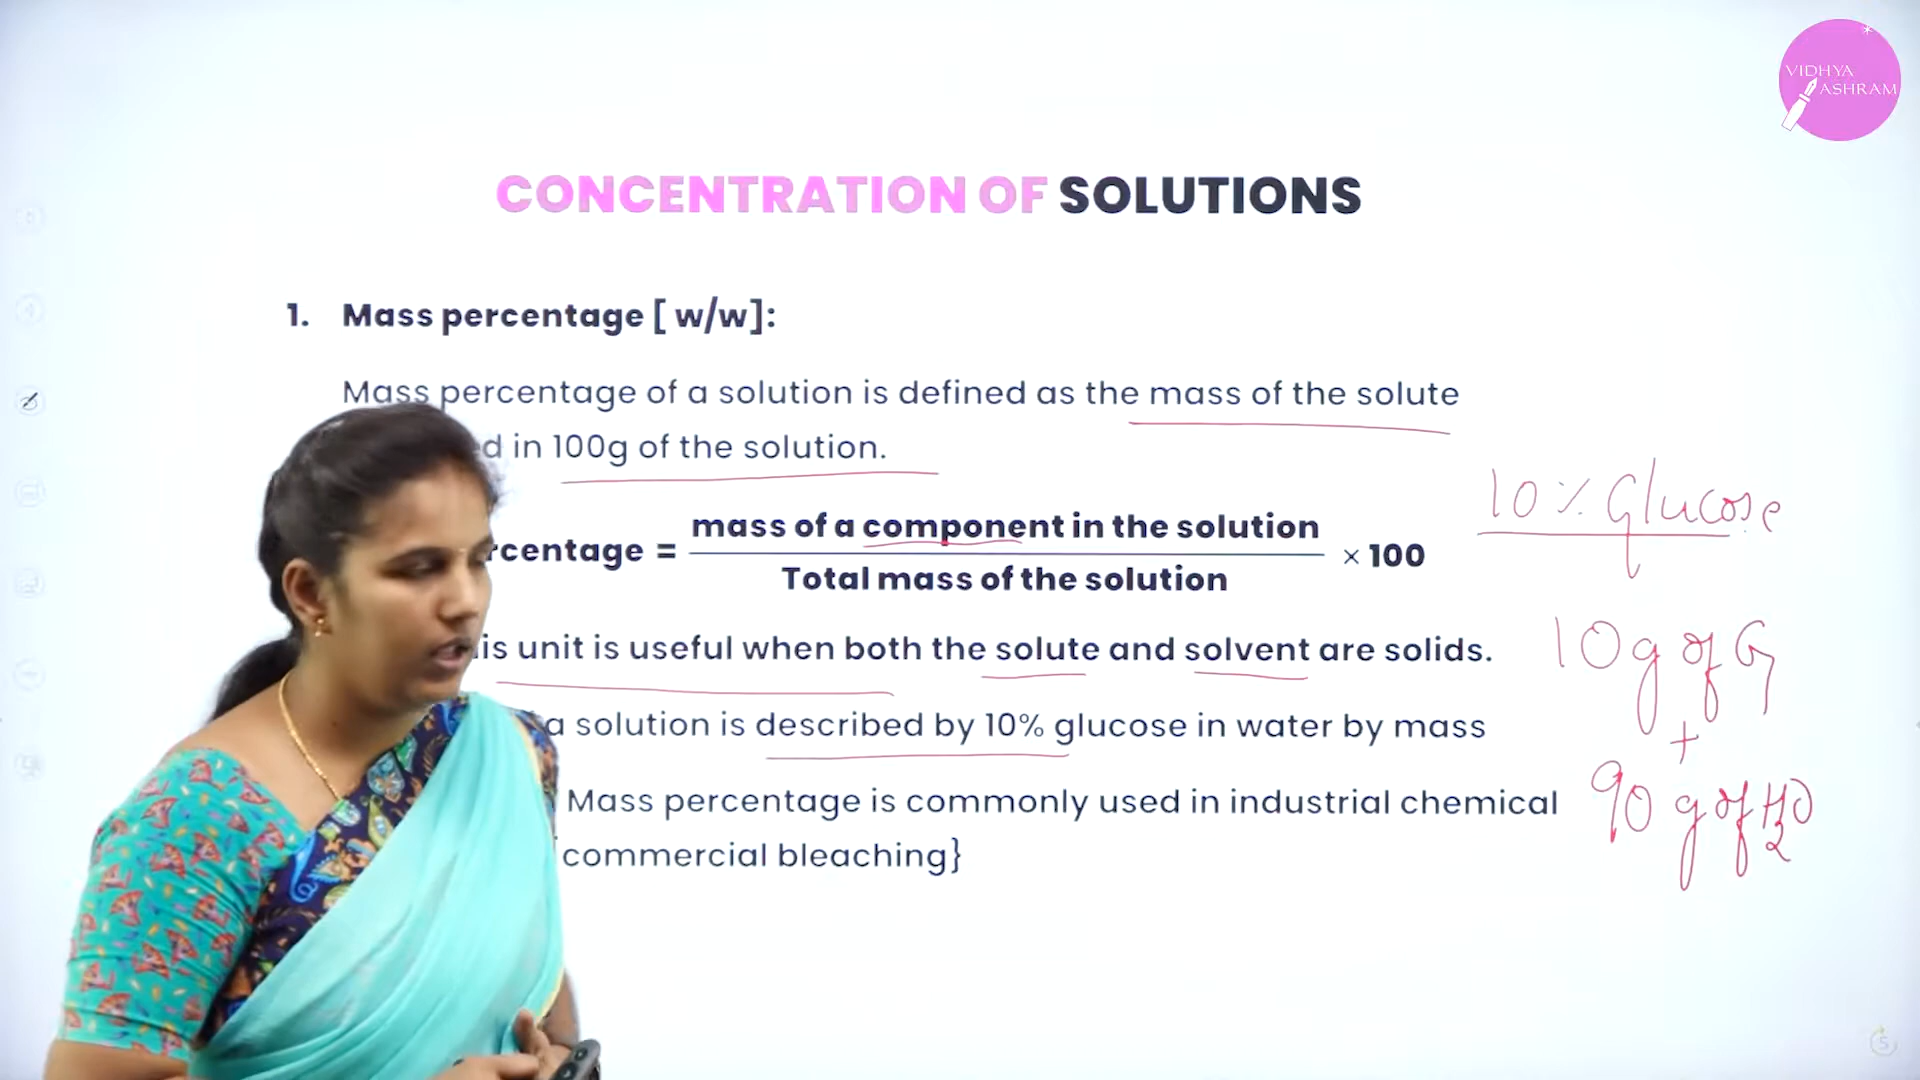 VIDHYA
ASHRAM
CONCENTRATION OF SOLUTIONS
1. Mass percentage [ w/w]:
Mass percentage of a solution is defined as the mass of the solute
in 100g of the solution.
= mass of a component in the solution
Total mass of the solution
× 100
unit is useful when both the solute and solvent are solids.
a solution is described by 10% glucose in water by mass
Mass percentage is commonly used in industrial chemical
commercial bleaching}
10% Glucose
10g of G
+
90 g of H2O